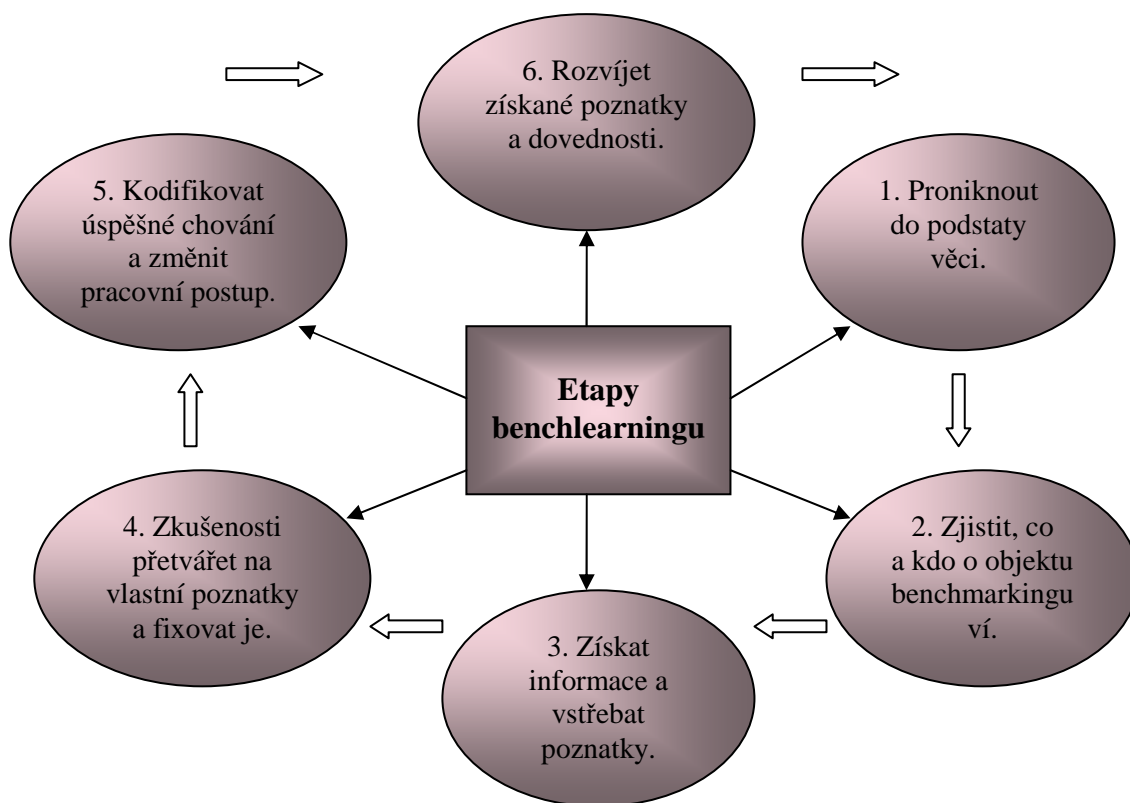 6. Rozvíjet
získané poznatky
a dovednosti.
5. Kodifikovat
úspěšné chování
a změnit
pracovní postup.
1. Proniknout
do podstaty
věci.
Etapy
benchlearningu
4. Zkušenosti
přetvářet na
vlastní poznatky
a fixovat je.
2. Zjistit, co
a kdo o objektu
benchmarkingu
ví.
3. Získat
informace a
vstřebat
poznatky.